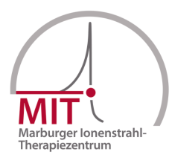 MIT
Marburger Ionenstrahl-
Therapiezentrum